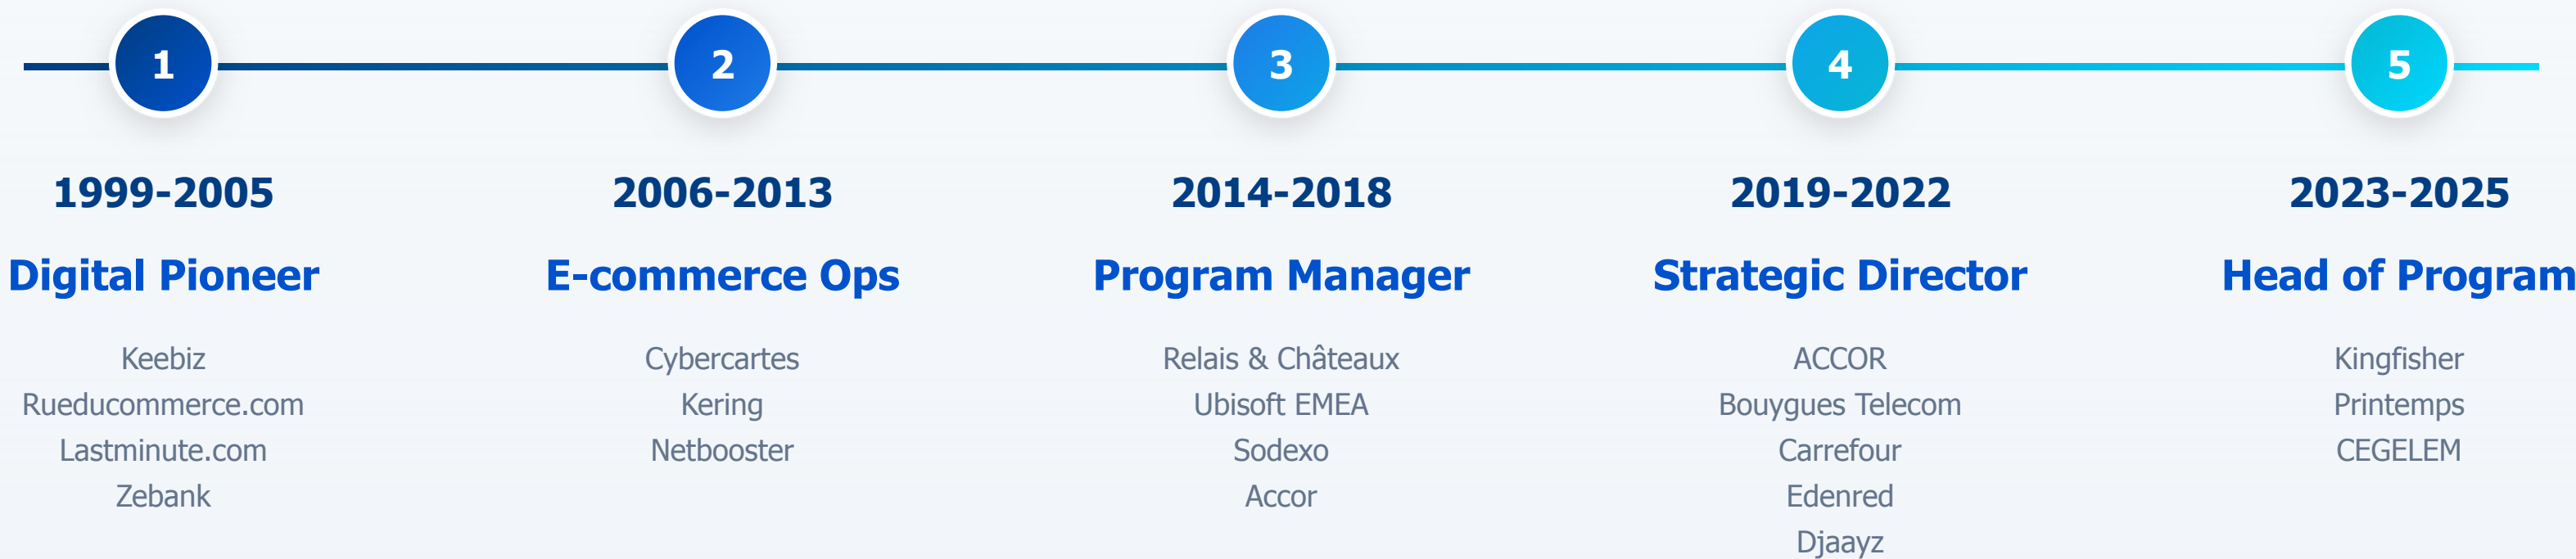 1
2
3
4
5
1999-2005
2006-2013
2014-2018
2019-2022
2023-2025
Digital Pioneer
E-commerce Ops
Program Manager
Strategic Director
Head of Program
Keebiz
Rueducommerce.com
Lastminute.com
Zebank
Cybercartes
Kering
Netbooster
Relais & Châteaux
Ubisoft EMEA
Sodexo
Accor
ACCOR
Bouygues Telecom
Carrefour
Edenred
Djaayz
Kingfisher
Printemps
CEGELEM